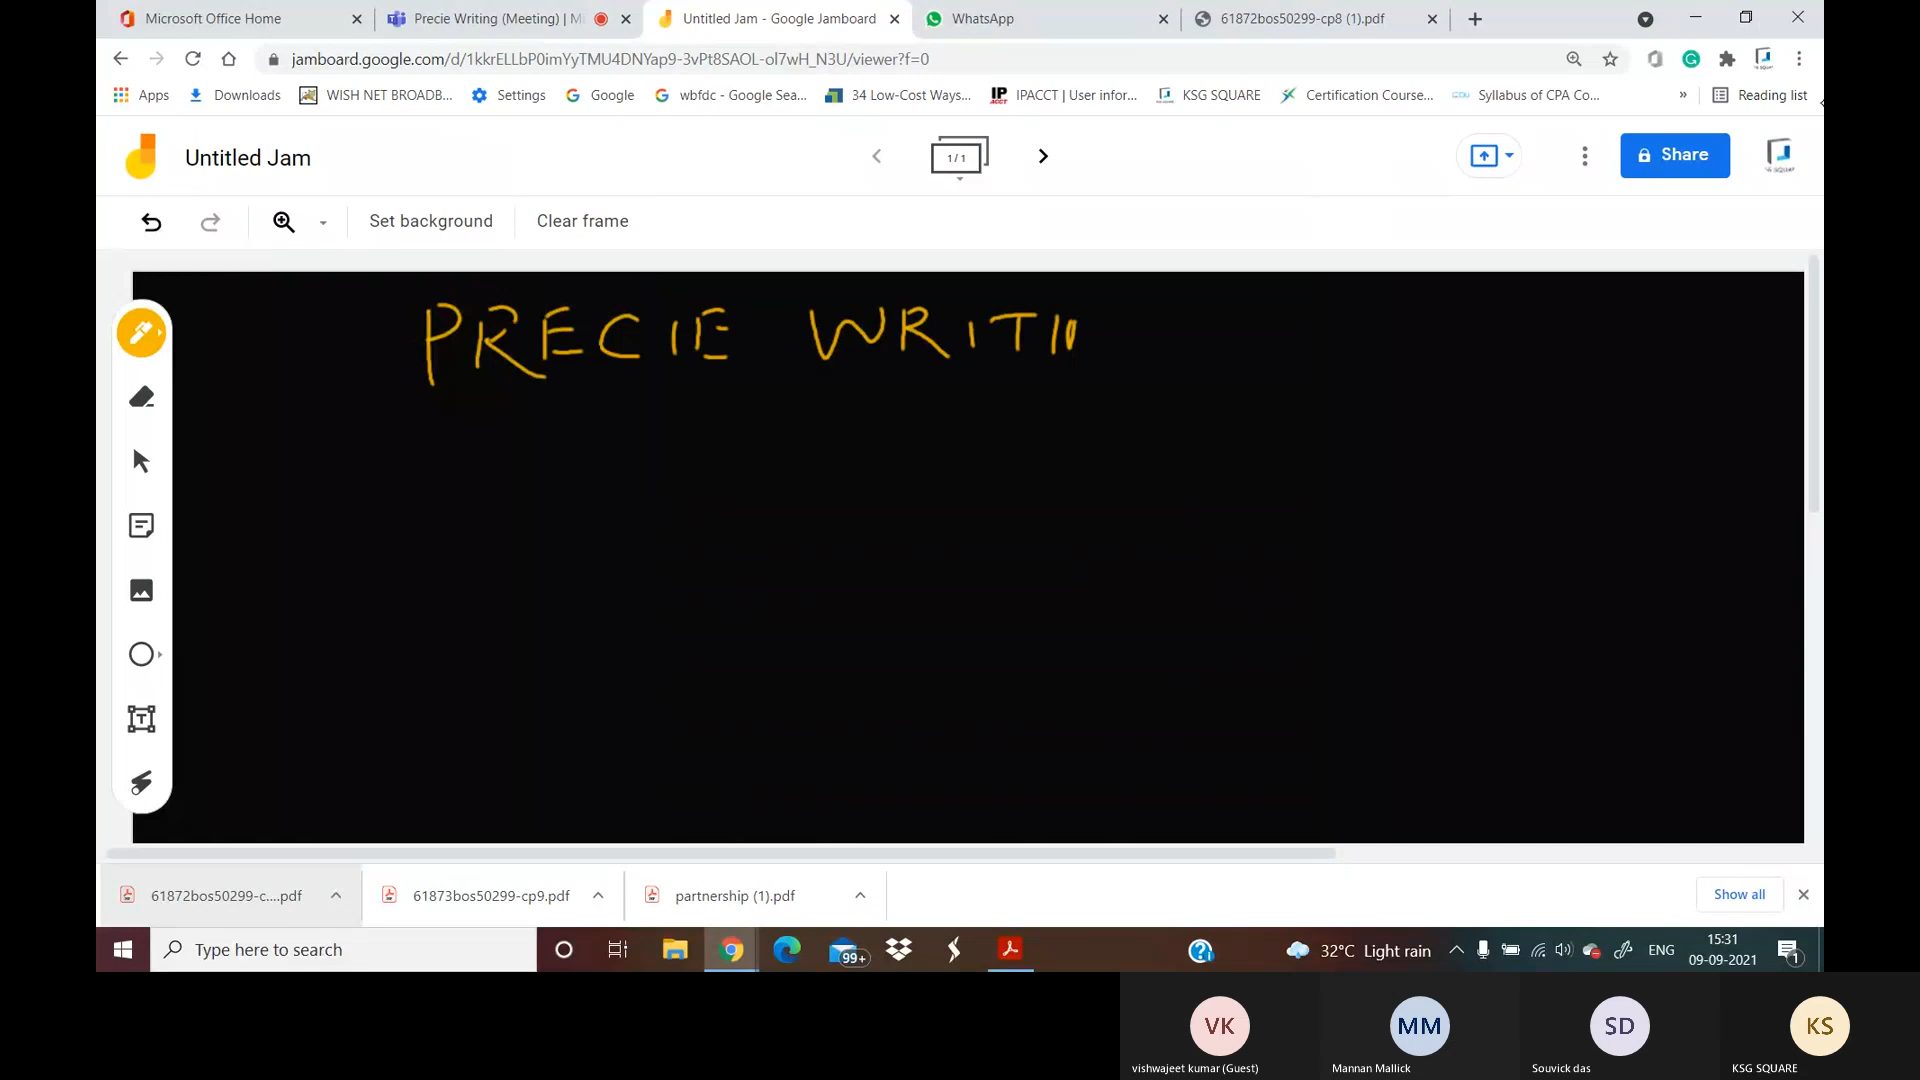 Microsoft Office Home
Precie Writing (Meeting) | M
Untitled Jam - Google Jamboard
WhatsApp
61872bos50299-cp8 (1).pdf
jamboard.google.com/d/1kkrELLbP0imYyTMU4DNYap9-3vPt8SAOL-ol7wH_N3U/viewer?f=0
Apps
Downloads
WISH NET BROADB...
Settings
Google
wbfdc - Google Sea...
34 Low-Cost Ways...
IPACCT | User infor...
KSG SQUARE
Certification Course...
Syllabus of CPA Co...
»
Reading list
Untitled Jam
1 / 1
Share
Set background
Clear frame
PRECIE WRITI
61872bos50299-c....pdf
61873bos50299-cp9.pdf
partnership (1).pdf
Show all
Type here to search
99+
32°C Light rain
ENG
15:31
09-09-2021
1
VK
MM
SD
KS
vishwajeet kumar (Guest)
Mannan Mallick
Souvick das
KSG SQUARE